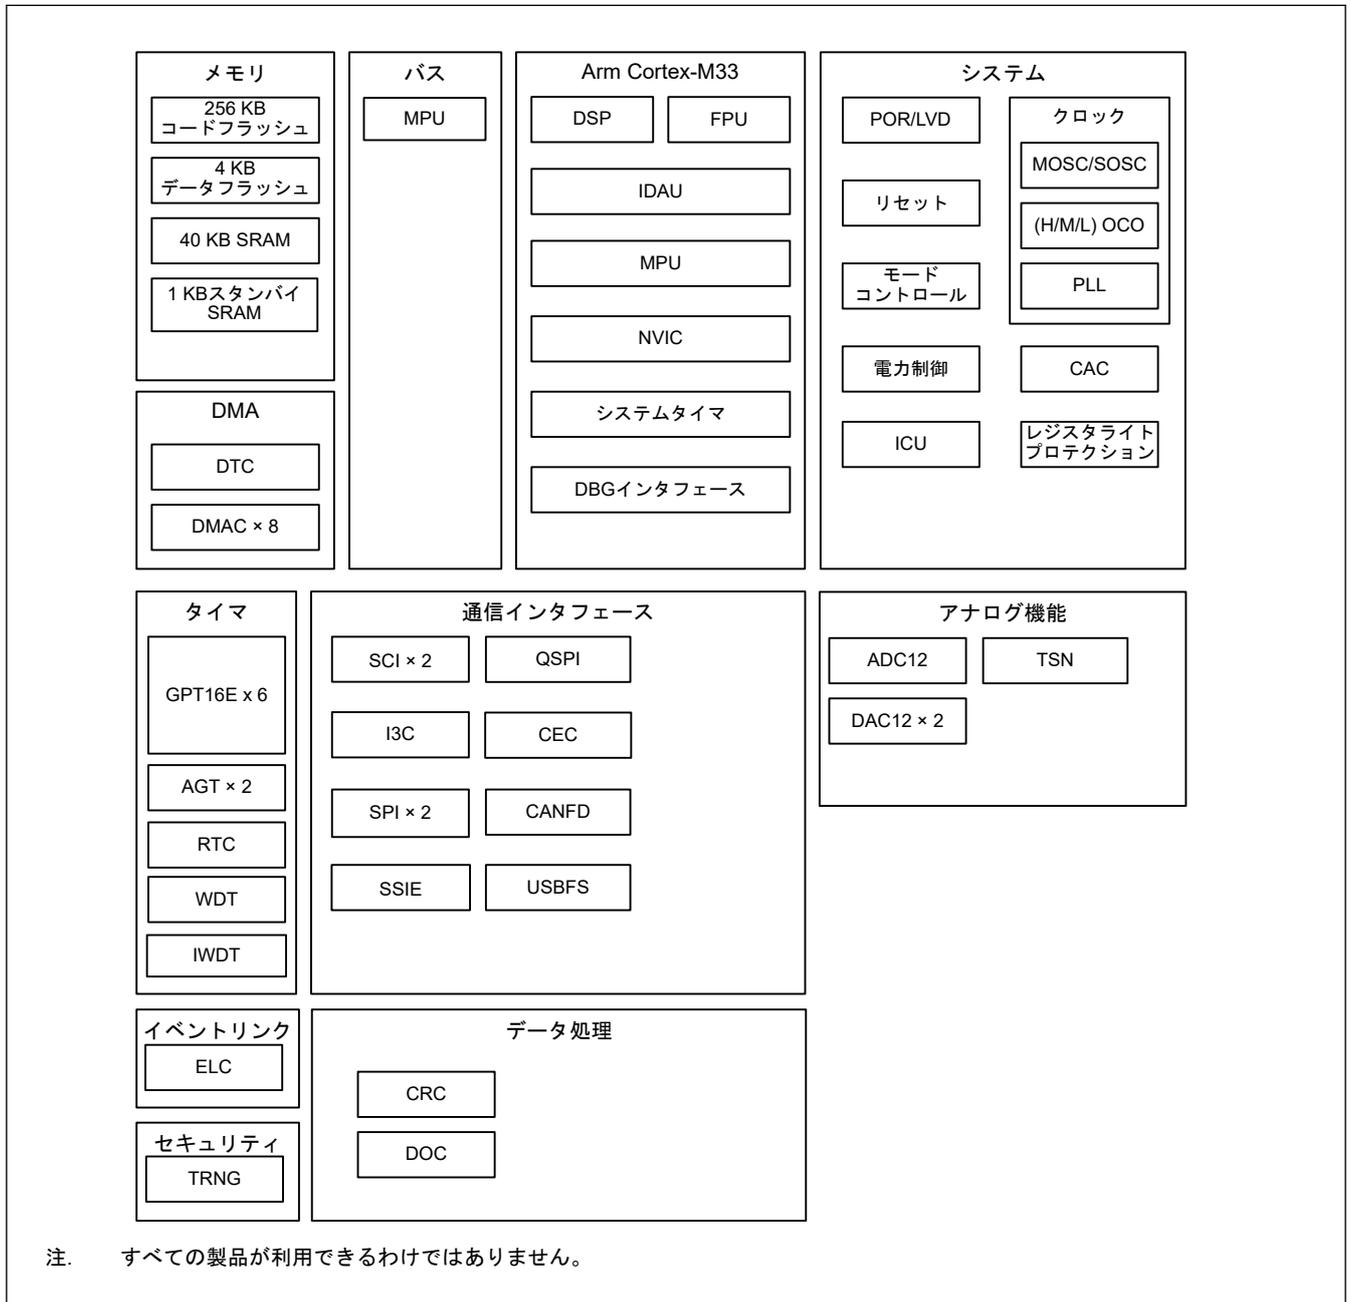 メモリ
256 KB
コードフラッシュ
4 KB
データフラッシュ
40 KB SRAM
1 KBスタンバイ
SRAM
DMA
DTC
DMAC × 8
バス
MPU
Arm Cortex-M33
DSP
FPU
IDAU
MPU
NVIC
システムタイマ
DBGインタフェース
システム
POR/LVD
リセット
モード
コントロール
電力制御
ICU
クロック
MOSC/SOSC
(H/M/L) OCO
PLL
CAC
レジスタライト
プロテクション
タイマ
GPT16E x 6
AGT × 2
RTC
WDT
IWDT
通信インタフェース
SCI × 2
QSPI
I3C
CEC
SPI × 2
CANFD
SSIE
USBFS
アナログ機能
ADC12
TSN
DAC12 × 2
イベントリンク
ELC
セキュリティ
TRNG
データ処理
CRC
DOC
注. すべての製品が利用できるわけではありません。